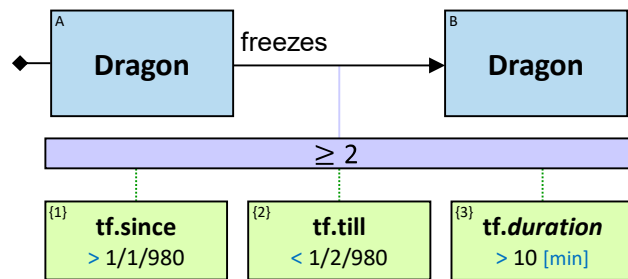 A
Dragon
freezes
B
Dragon
≥ 2
{1}
tf.since
> 1/1/980
{2}
tf.till
< 1/2/980
{3}
tf.duration
> 10 [min]